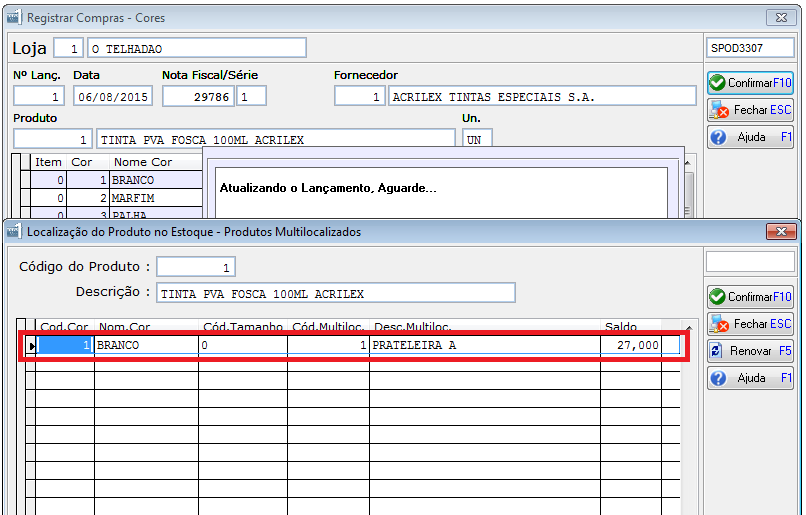 Registrar Compras - Cores
Loja 1 O TELHADAO SPOD3307
Nº Lanç. Data Nota Fiscal/Série Fornecedor
1 06/08/2015 29786 1 1 ACRILEX TINTAS ESPECIAIS S.A.
Confirmar F10
Fechar ESC
Ajuda F1
Produto Un.
1 TINTA PVA FOSCA 100ML ACRILEX UN
Item Cor Nome Cor
0 1 BRANCO
0 2 MARFIM
0 3 PALHA
Atualizando o Lançamento, Aguarde...
Localização do Produto no Estoque - Produtos Multilocalizados
Código do Produto : 1
Descrição : TINTA PVA FOSCA 100ML ACRILEX
Confirmar F10
Fechar ESC
Renovar F5
Ajuda F1
Cod.Cor Nom.Cor Cód.Tamanho Cód.Multiloc. Desc.Multiloc. Saldo
1 BRANCO 0 1 PRATELEIRA A 27,000